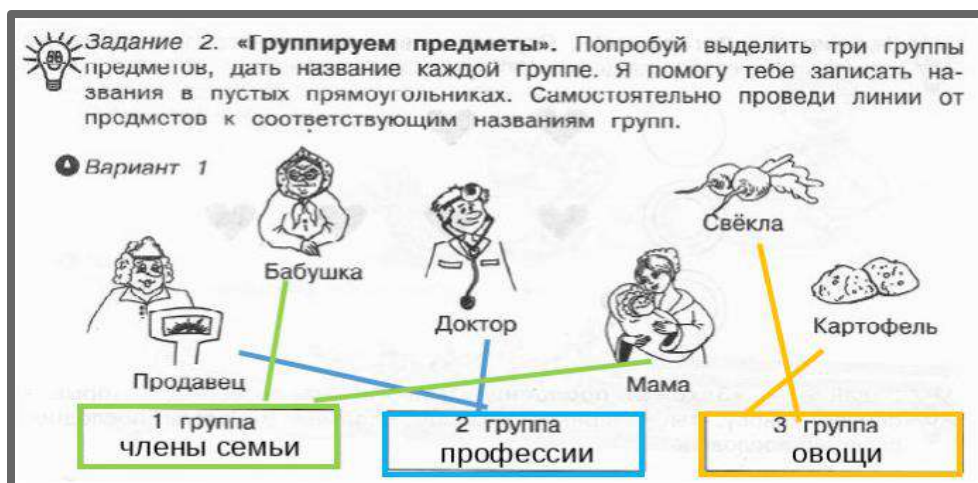 Задание 2. «Группируем предметы». Попробуй выделить три группы
предметов, дать название каждой группе. Я помогу тебе записать на-
звания в пустых прямоугольниках. Самостоятельно проведи линии от
предметов к соответствующим названиям групп.
Вариант 1
Бабушка
Свёкла
Доктор
Картофель
Продавец
Мама
1 группа
члены семьи
2 группа
профессии
3 группа
овощи